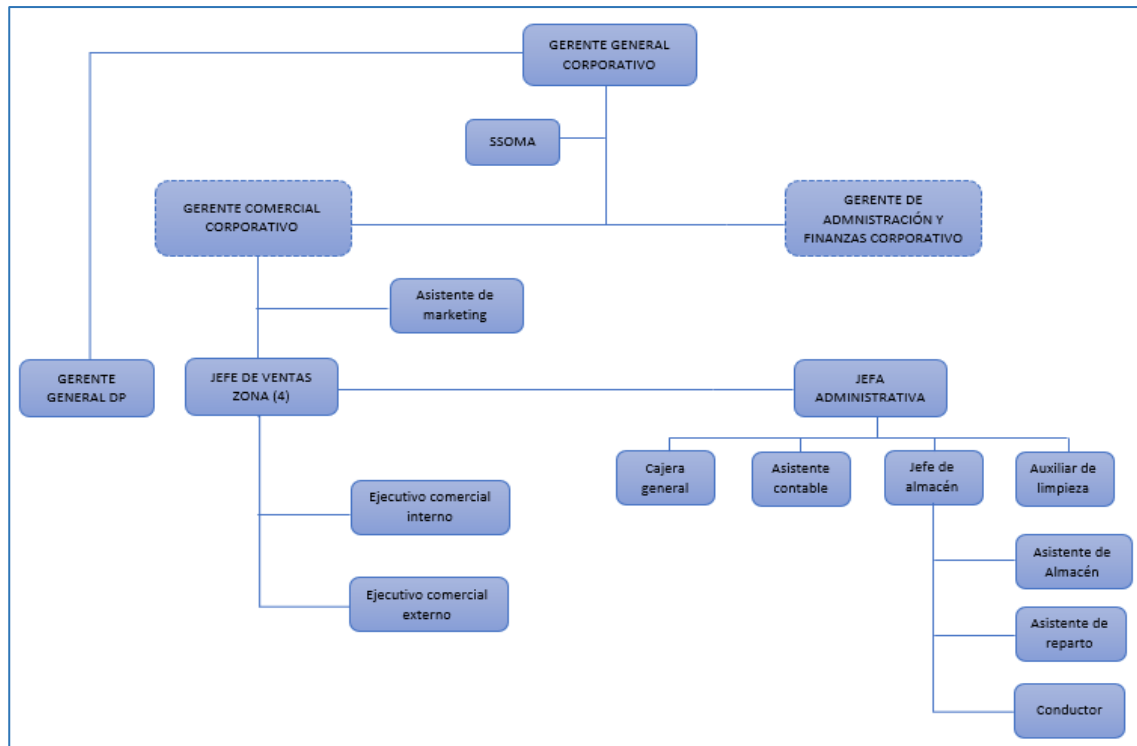 GERENTE GENERAL
CORPORATIVO
SSOMA
GERENTE COMERCIAL
CORPORATIVO
GERENTE DE
ADMNISTRACIÓN Y
FINANZAS CORPORATIVO
Asistente de
marketing
GERENTE
GENERAL DP
JEFE DE VENTAS
ZONA (4)
JEFA
ADMINISTRATIVA
Cajera
general
Asistente
contable
Jefe de
almacén
Auxiliar de
limpieza
Ejecutivo comercial
interno
Asistente de
Almacén
Ejecutivo comercial
externo
Asistente de
reparto
Conductor